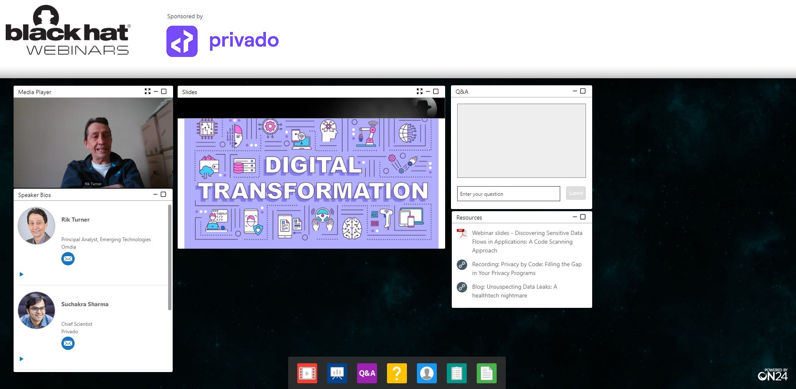 Sponsored by
black hat®
WEBINARS
privado
Media Player
Slides
Q&A
Rik Turner
DIGITAL
TRANSFORMATION
Enter your question
Speaker Bios
Rik Turner
Principal Analyst, Emerging Technologies
Omdia
Suchakra Sharma
Chief Scientist
Privado
Resources
Webinar slides - Discovering Sensitive Data
Flows in Applications: A Code Scanning
Approach
Recording: Privacy by Code: Filling the Gap
in Your Privacy Programs
Blog: Unsuspecting Data Leaks: A
healthtech nightmare
Q&A
?
POWERED BY
ON24